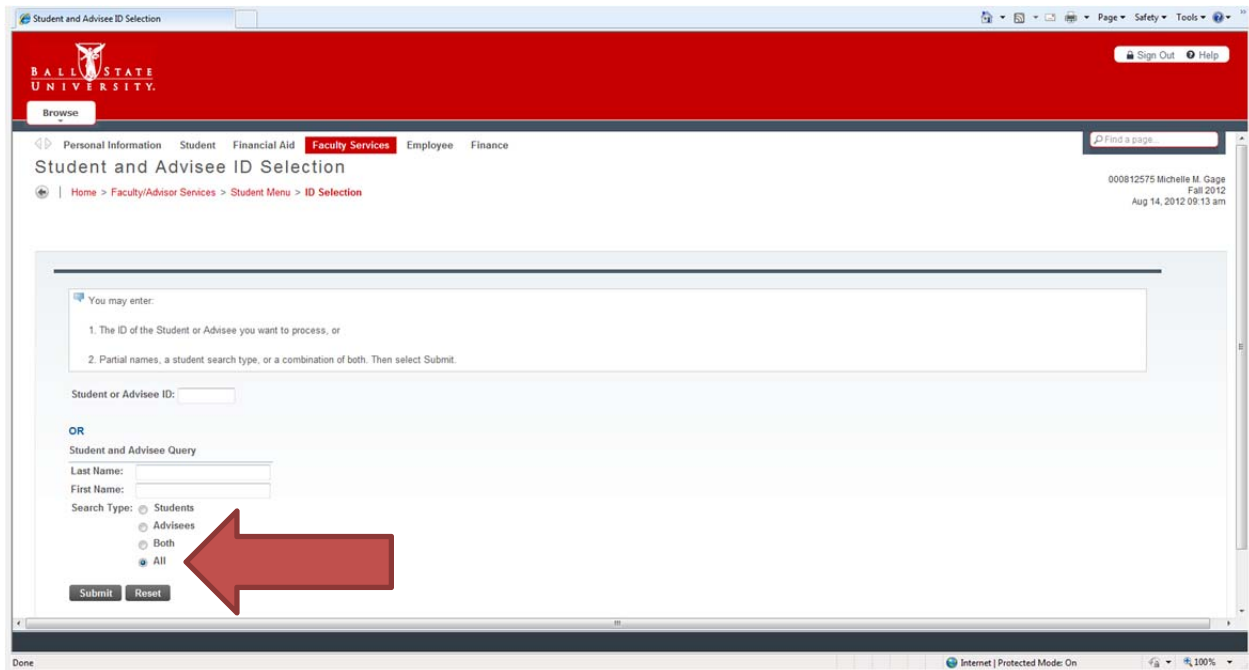 Student and Advisee ID Selection
Page Safety Tools
BALL STATE
UNIVERSITY.
Sign Out Help
Browse
Personal Information Student Financial Aid Faculty Services Employee Finance
Find a page...
Student and Advisee ID Selection
Home > Faculty/Advisor Services > Student Menu > ID Selection
000812575 Michelle M. Gage
Fall 2012
Aug 14, 2012 09:13 am
You may enter:
1. The ID of the Student or Advisee you want to process, or
2. Partial names, a student search type, or a combination of both. Then select Submit.
Student or Advisee ID:
OR
Student and Advisee Query
Last Name:
First Name:
Search Type: Students
Advisees
Both
All
Submit Reset
Done
Internet | Protected Mode: On
100%